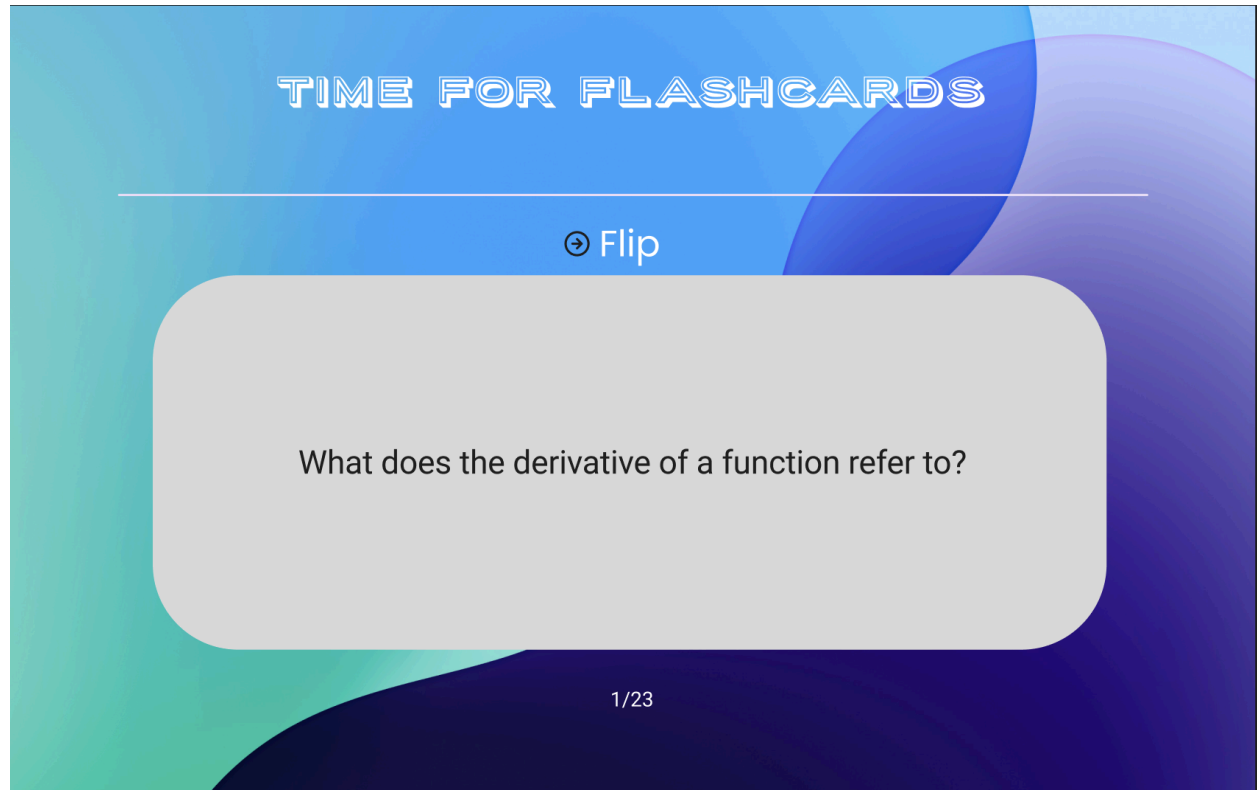 TIME FOR FLASHCARDS
Flip
What does the derivative of a function refer to?
1/23